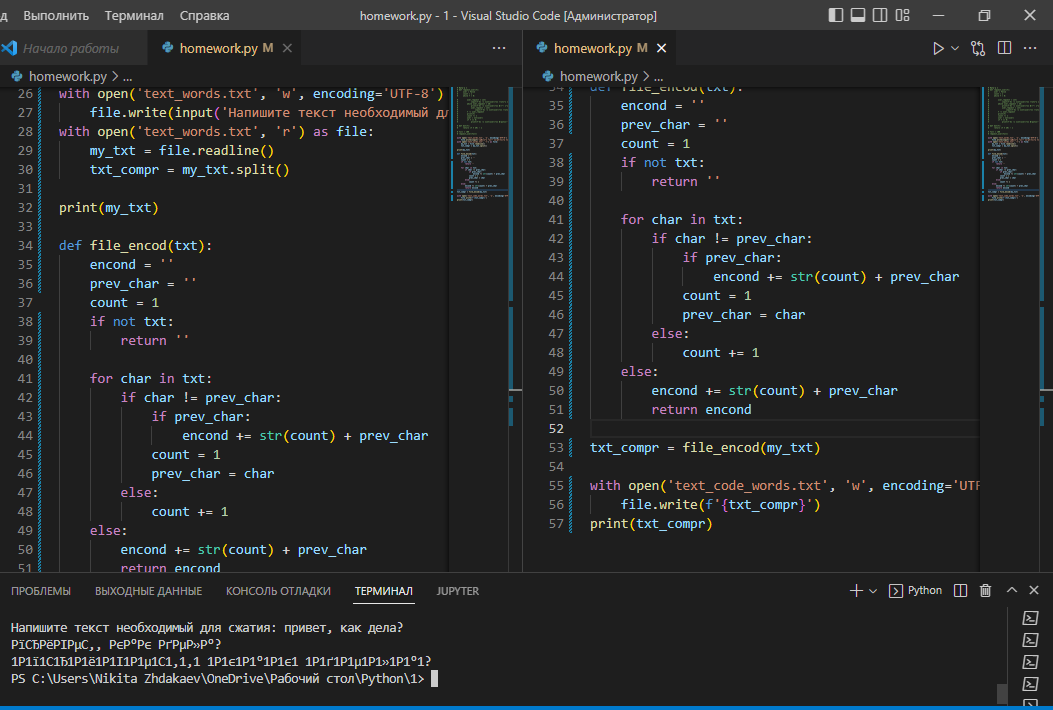 Выполнить Терминал Справка homework.py - 1 - Visual Studio Code [Администратор]
Начало работы homework.py M
homework.py M
homework.py > ...
26 with open('text_words.txt', 'w', encoding='UTF-8')
27 file.write(input('Напишите текст необходимый дл
28 with open('text_words.txt', 'r') as file:
29 my_txt = file.readline()
30 txt_compr = my_txt.split()
31
32 print(my_txt)
33
34 def file_encod(txt):
35 encond = ''
36 prev_char = ''
37 count = 1
38 if not txt:
39 return ''
40
41 for char in txt:
42 if char != prev_char:
43 if prev_char:
44 encond += str(count) + prev_char
45 count = 1
46 prev_char = char
47 else:
48 count += 1
49 else:
50 encond += str(count) + prev_char
51 return encond
homework.py > ...
34 def file_encod(txt):
35 encond = ''
36 prev_char = ''
37 count = 1
38 if not txt:
39 return ''
40
41 for char in txt:
42 if char != prev_char:
43 if prev_char:
44 encond += str(count) + prev_char
45 count = 1
46 prev_char = char
47 else:
48 count += 1
49 else:
50 encond += str(count) + prev_char
51 return encond
52
53 txt_compr = file_encod(my_txt)
54
55 with open('text_code_words.txt', 'w', encoding='UTF
56 file.write(f'{txt_compr}')
57 print(txt_compr)
ПРОБЛЕМЫ ВЫХОДНЫЕ ДАННЫЕ КОНСОЛЬ ОТЛАДКИ ТЕРМИНАЛ JUPYTER
Python
Напишите текст необходимый для сжатия: привет, как дела?
РїСЂРёРІРµС‚, РєР°Рє РґРµР»Р°?
1Р1ї1С1Ђ1Р1ё1Р1І1Р1µ1С1‚1,1 1Р1є1Р1°1Р1є1 1Р1ґ1Р1µ1Р1»1Р1°1?
PS C:\Users\Nikita Zhdakaev\OneDrive\Рабочий стол\Python\1>